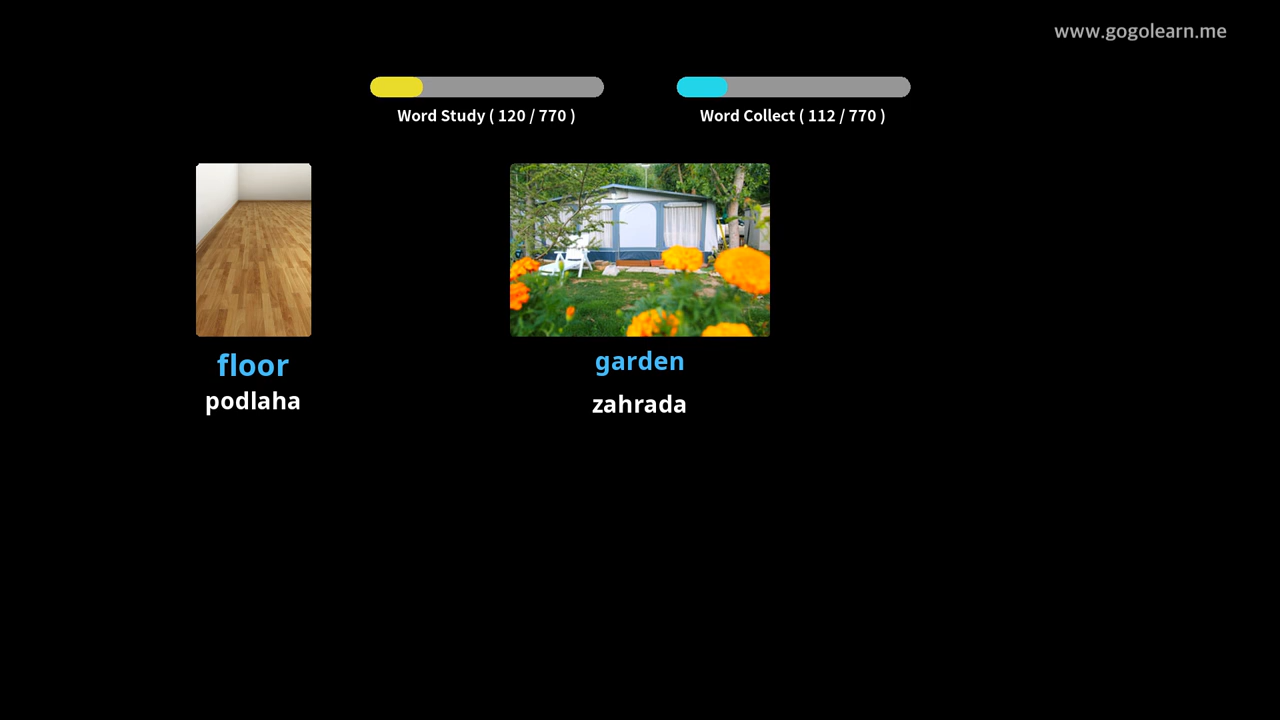 www.gogolearn.me
Word Study ( 120 / 770 )
Word Collect ( 112 / 770 )
floor
podlaha
garden
zahrada